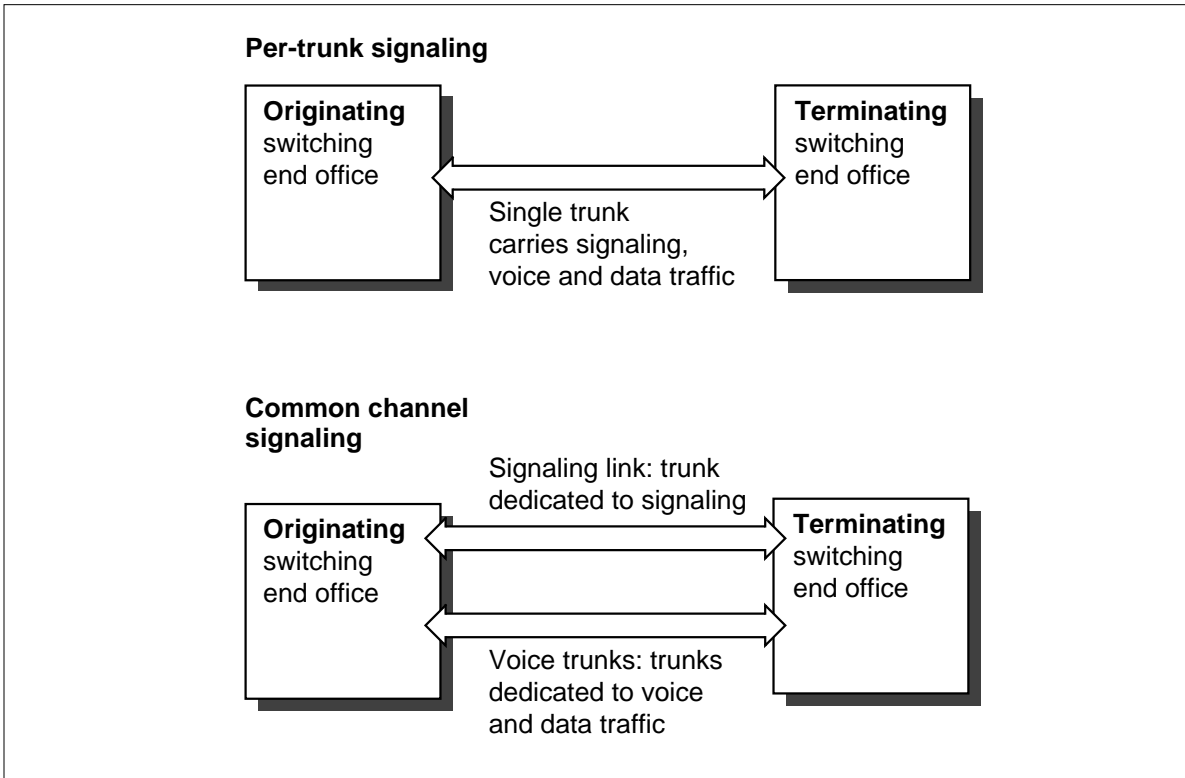 Per-trunk signaling
Originating
switching
end office
Terminating
switching
end office
Single trunk
carries signaling,
voice and data traffic
Common channel
signaling
Signaling link: trunk
dedicated to signaling
Originating
switching
end office
Terminating
switching
end office
Voice trunks: trunks
dedicated to voice
and data traffic